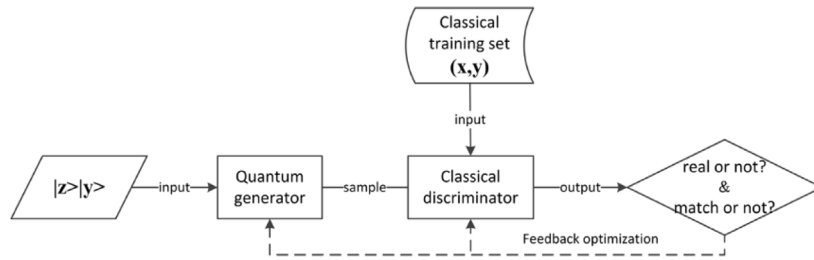 Classical
training set
(x,y)
input
|z>|y>
input
Quantum
generator
sample
Classical
discriminator
output
real or not?
&
match or not?
Feedback optimization